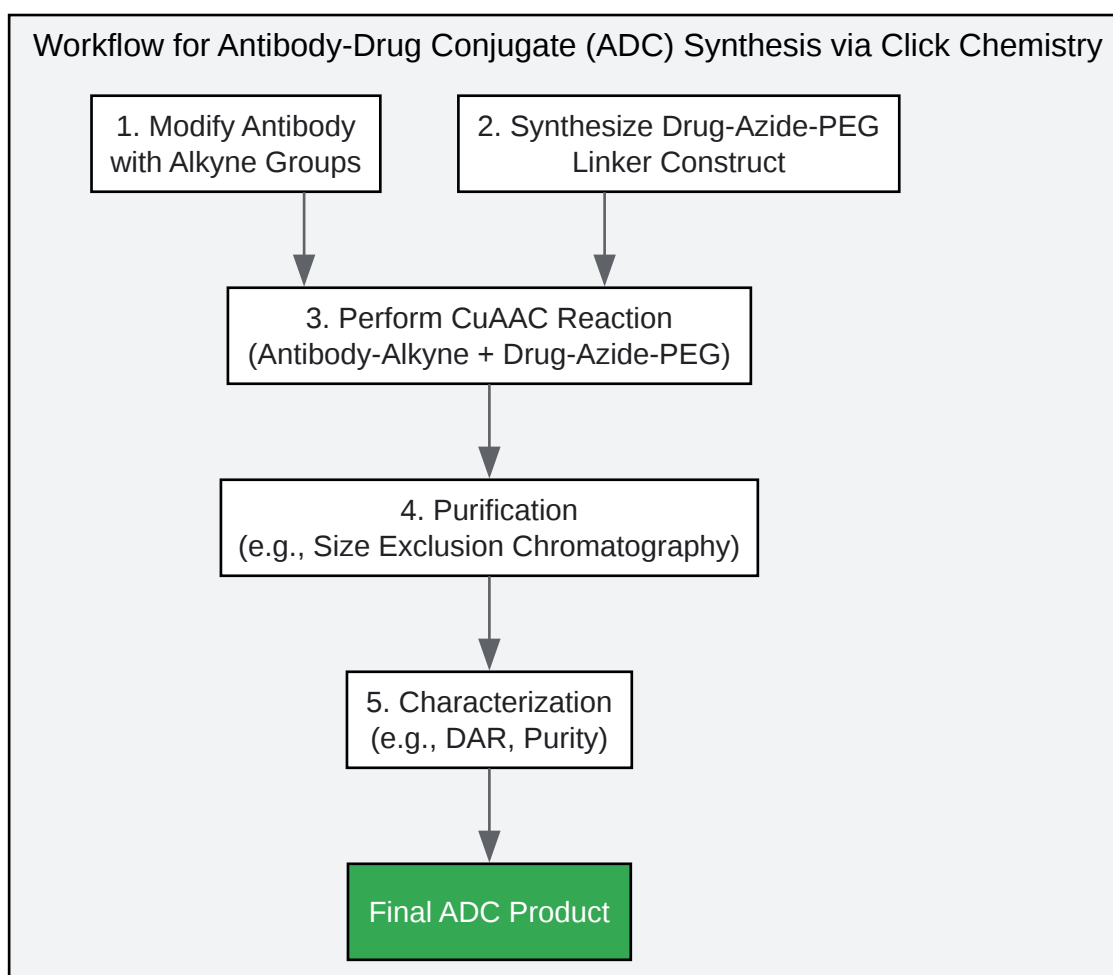 Workflow for Antibody-Drug Conjugate (ADC) Synthesis via Click Chemistry
1. Modify Antibody
with Alkyne Groups
2. Synthesize Drug-Azide-PEG
Linker Construct
3. Perform CuAAC Reaction
(Antibody-Alkyne + Drug-Azide-PEG)
4. Purification
(e.g., Size Exclusion Chromatography)
5. Characterization
(e.g., DAR, Purity)
Final ADC Product